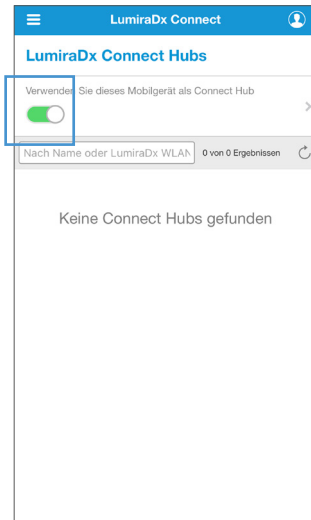 LumiraDx Connect
LumiraDx Connect Hubs
Verwenden Sie dieses Mobilgerät als Connect Hub
Nach Name oder LumiraDx WLAN
0 von 0 Ergebnissen
Keine Connect Hubs gefunden